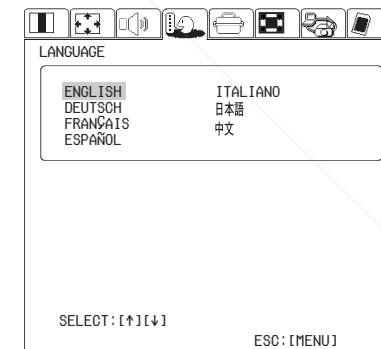 LANGUAGE
ENGLISH
DEUTSCH
FRANÇAIS
ESPAÑOL
ITALIANO
日本語
中文
SELECT:[↑][↓]
ESC:[MENU]